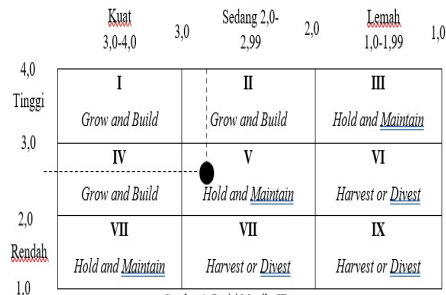 Kuat
3,0-4,0
3,0
Sedang 2,0-
2,99
2,0
Lemah
1,0-1,99
1,0
4,0
Tinggi
3,0
2,0
Rendah
1,0
I
Grow and Build
II
Grow and Build
III
Hold and Maintain
IV
Grow and Build
V
Hold and Maintain
VI
Harvest or Divest
VII
Hold and Maintain
VII
Harvest or Divest
IX
Harvest or Divest